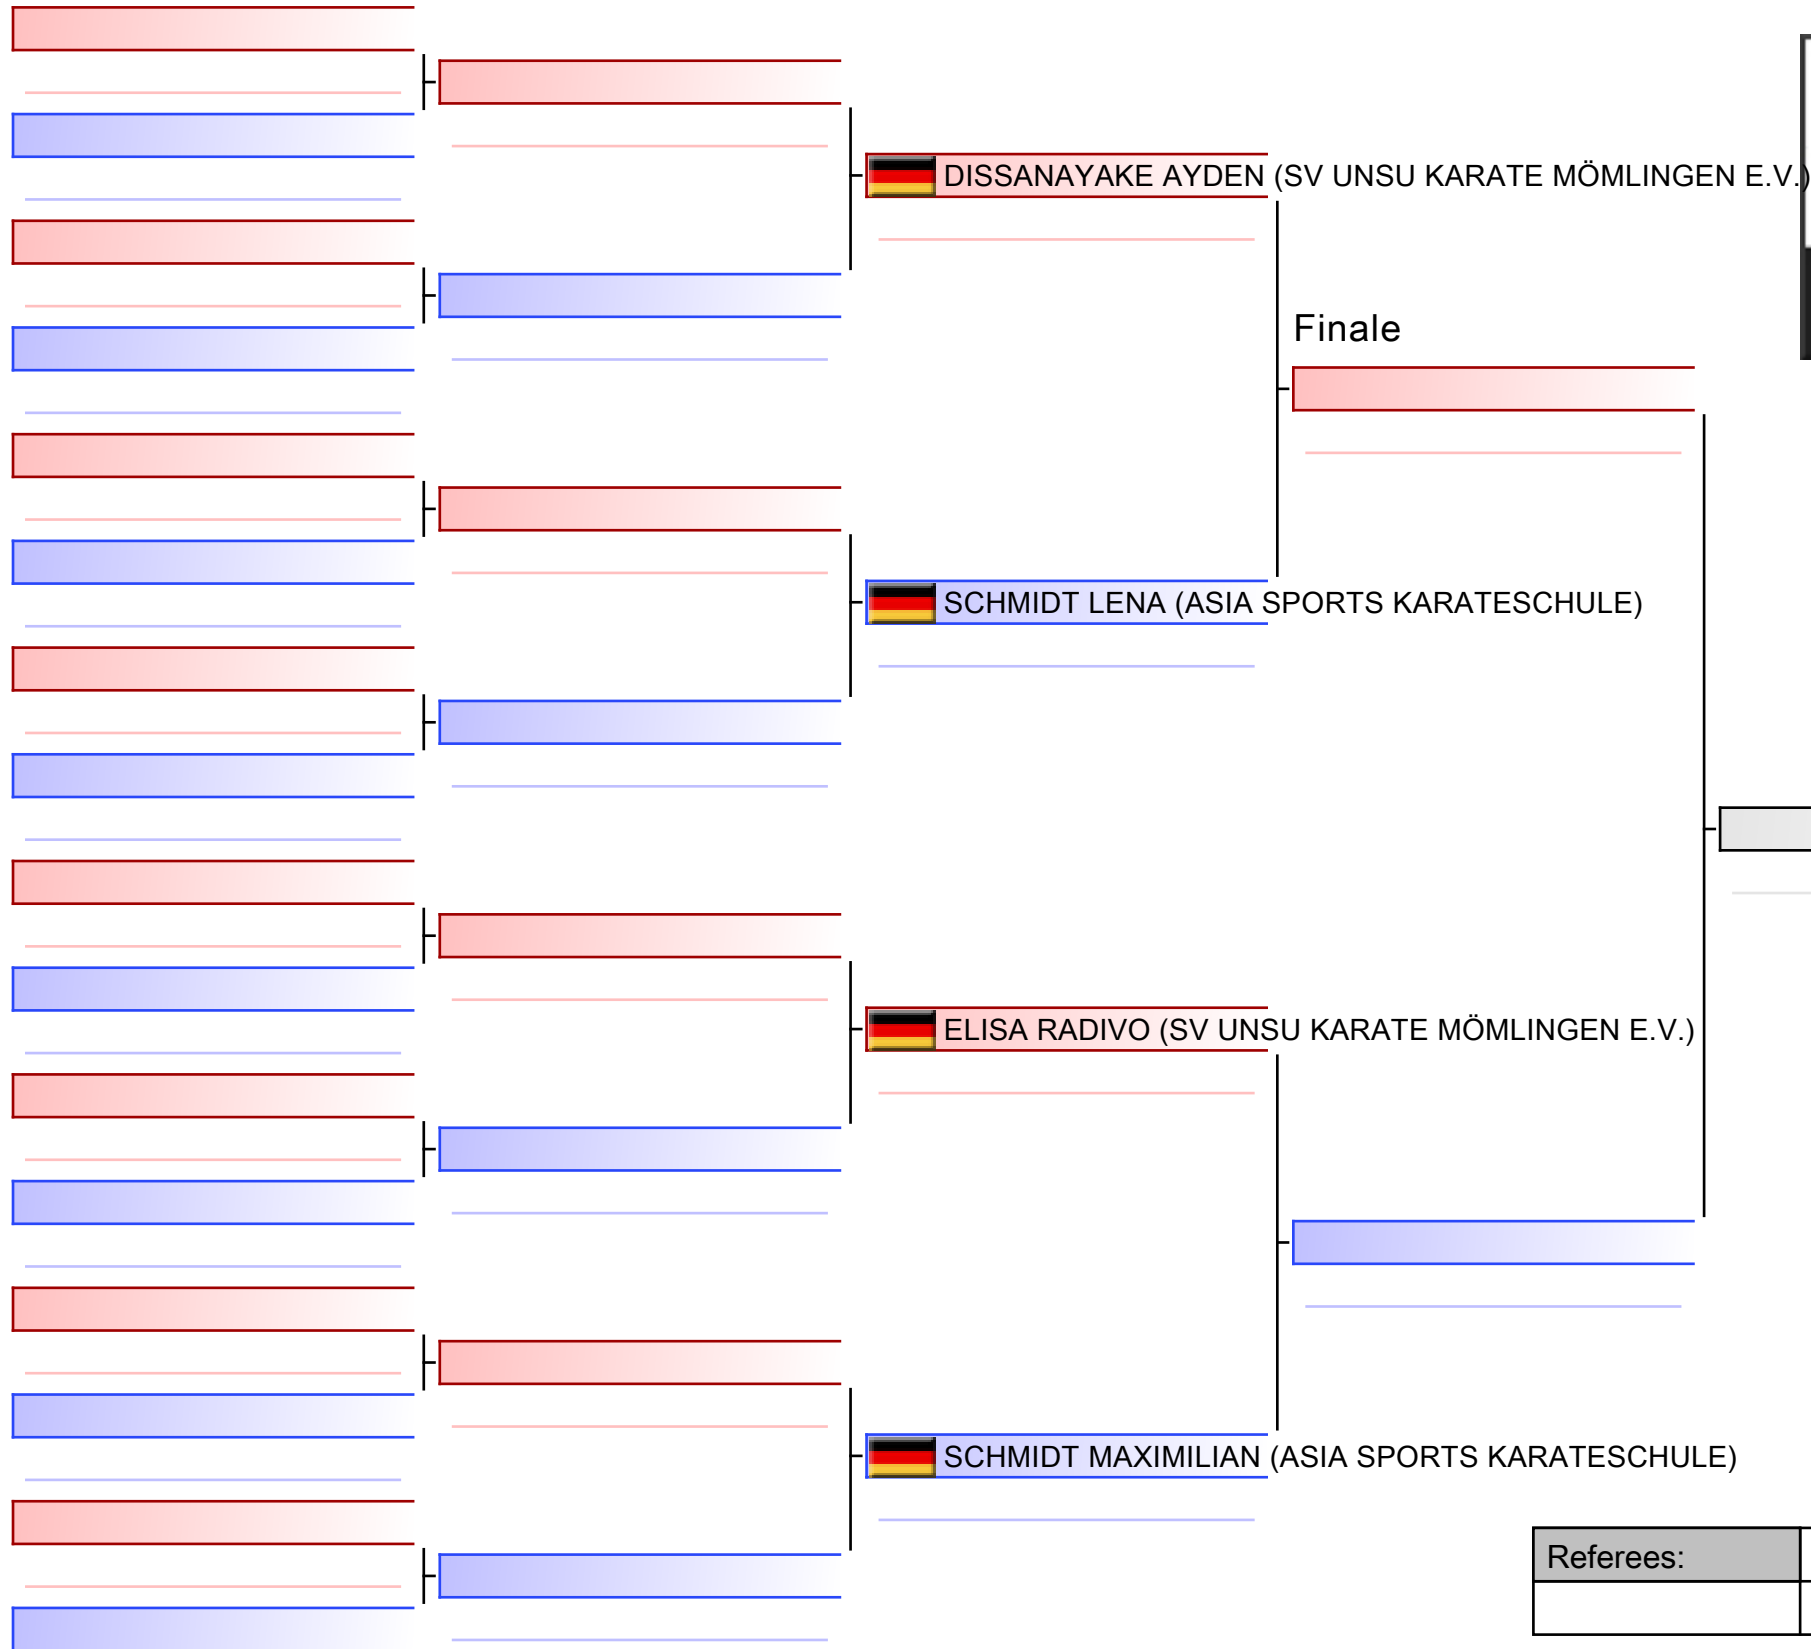 DISSANAYAKE AYDEN (SV UNSU KARATE MÖMLINGEN E.V.)
Finale
SCHMIDT LENA (ASIA SPORTS KARATESCHULE)
ELISA RADIVO (SV UNSU KARATE MÖMLINGEN E.V.)
SCHMIDT MAXIMILIAN (ASIA SPORTS KARATESCHULE)
Referees: